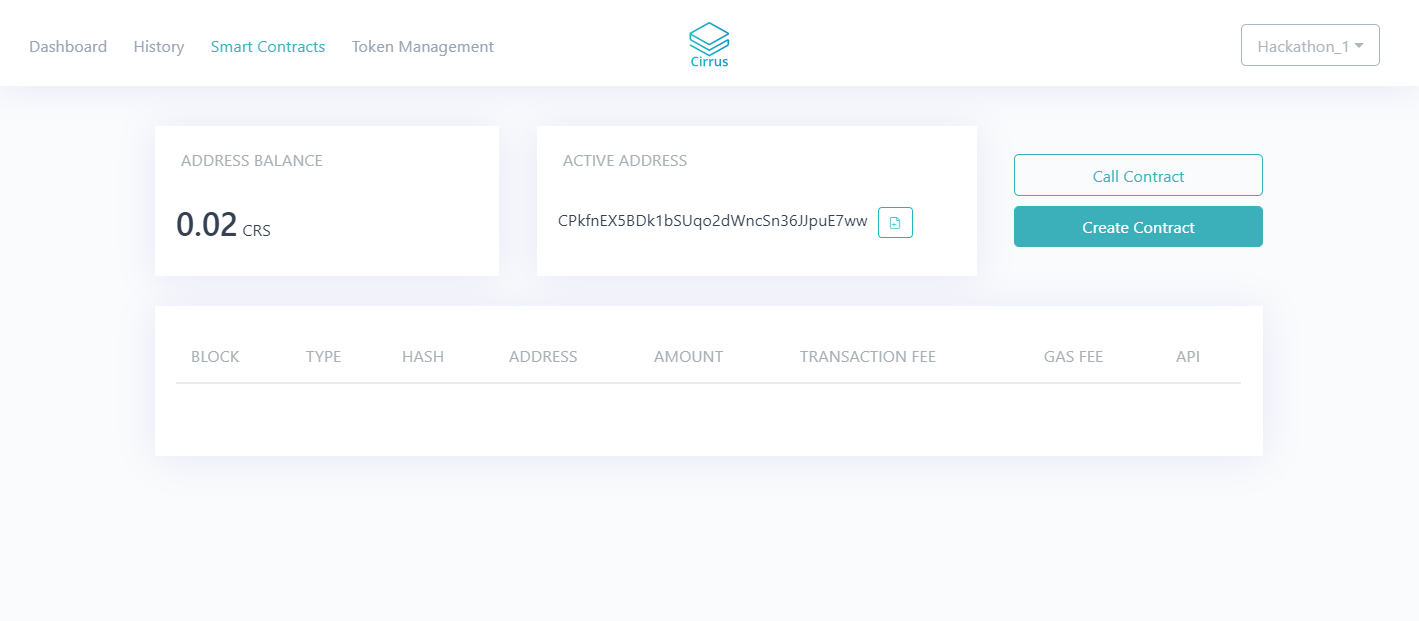 Dashboard History Smart Contracts Token Management
Cirrus
Hackathon_1
ADDRESS BALANCE
0.02 CRS
ACTIVE ADDRESS
CPkfnEX5BDk1bSUqo2dWncSn36JJpuE7ww
Call Contract
Create Contract
BLOCK TYPE HASH ADDRESS AMOUNT TRANSACTION FEE GAS FEE API